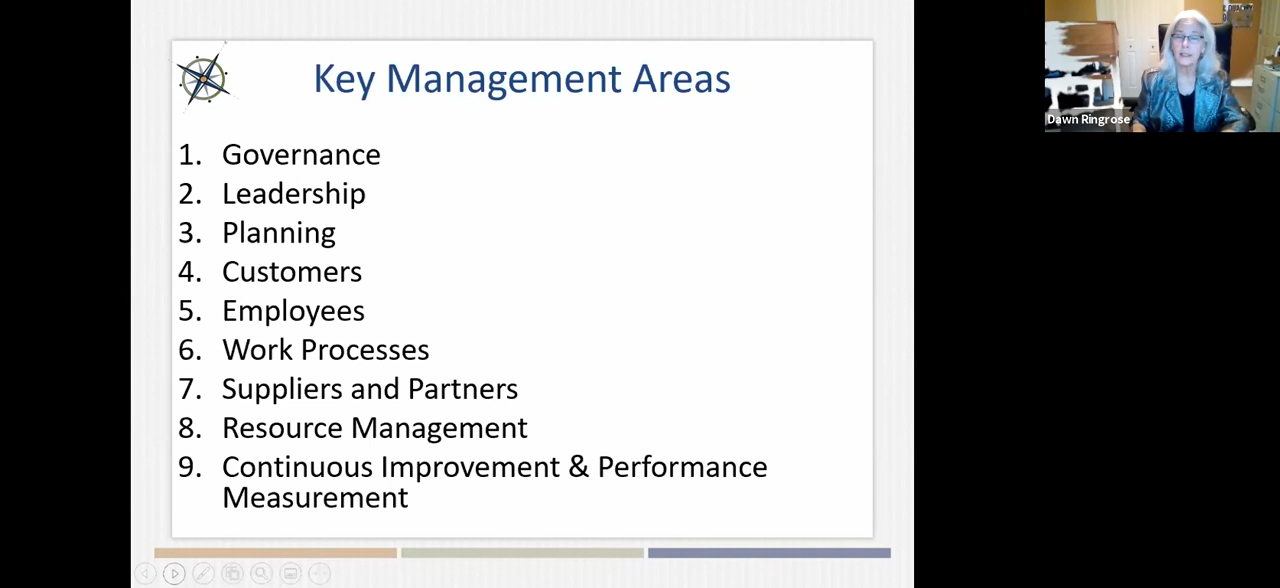 Key Management Areas
1. Governance
2. Leadership
3. Planning
4. Customers
5. Employees
6. Work Processes
7. Suppliers and Partners
8. Resource Management
9. Continuous Improvement & Performance
Measurement
Dawn Ringrose